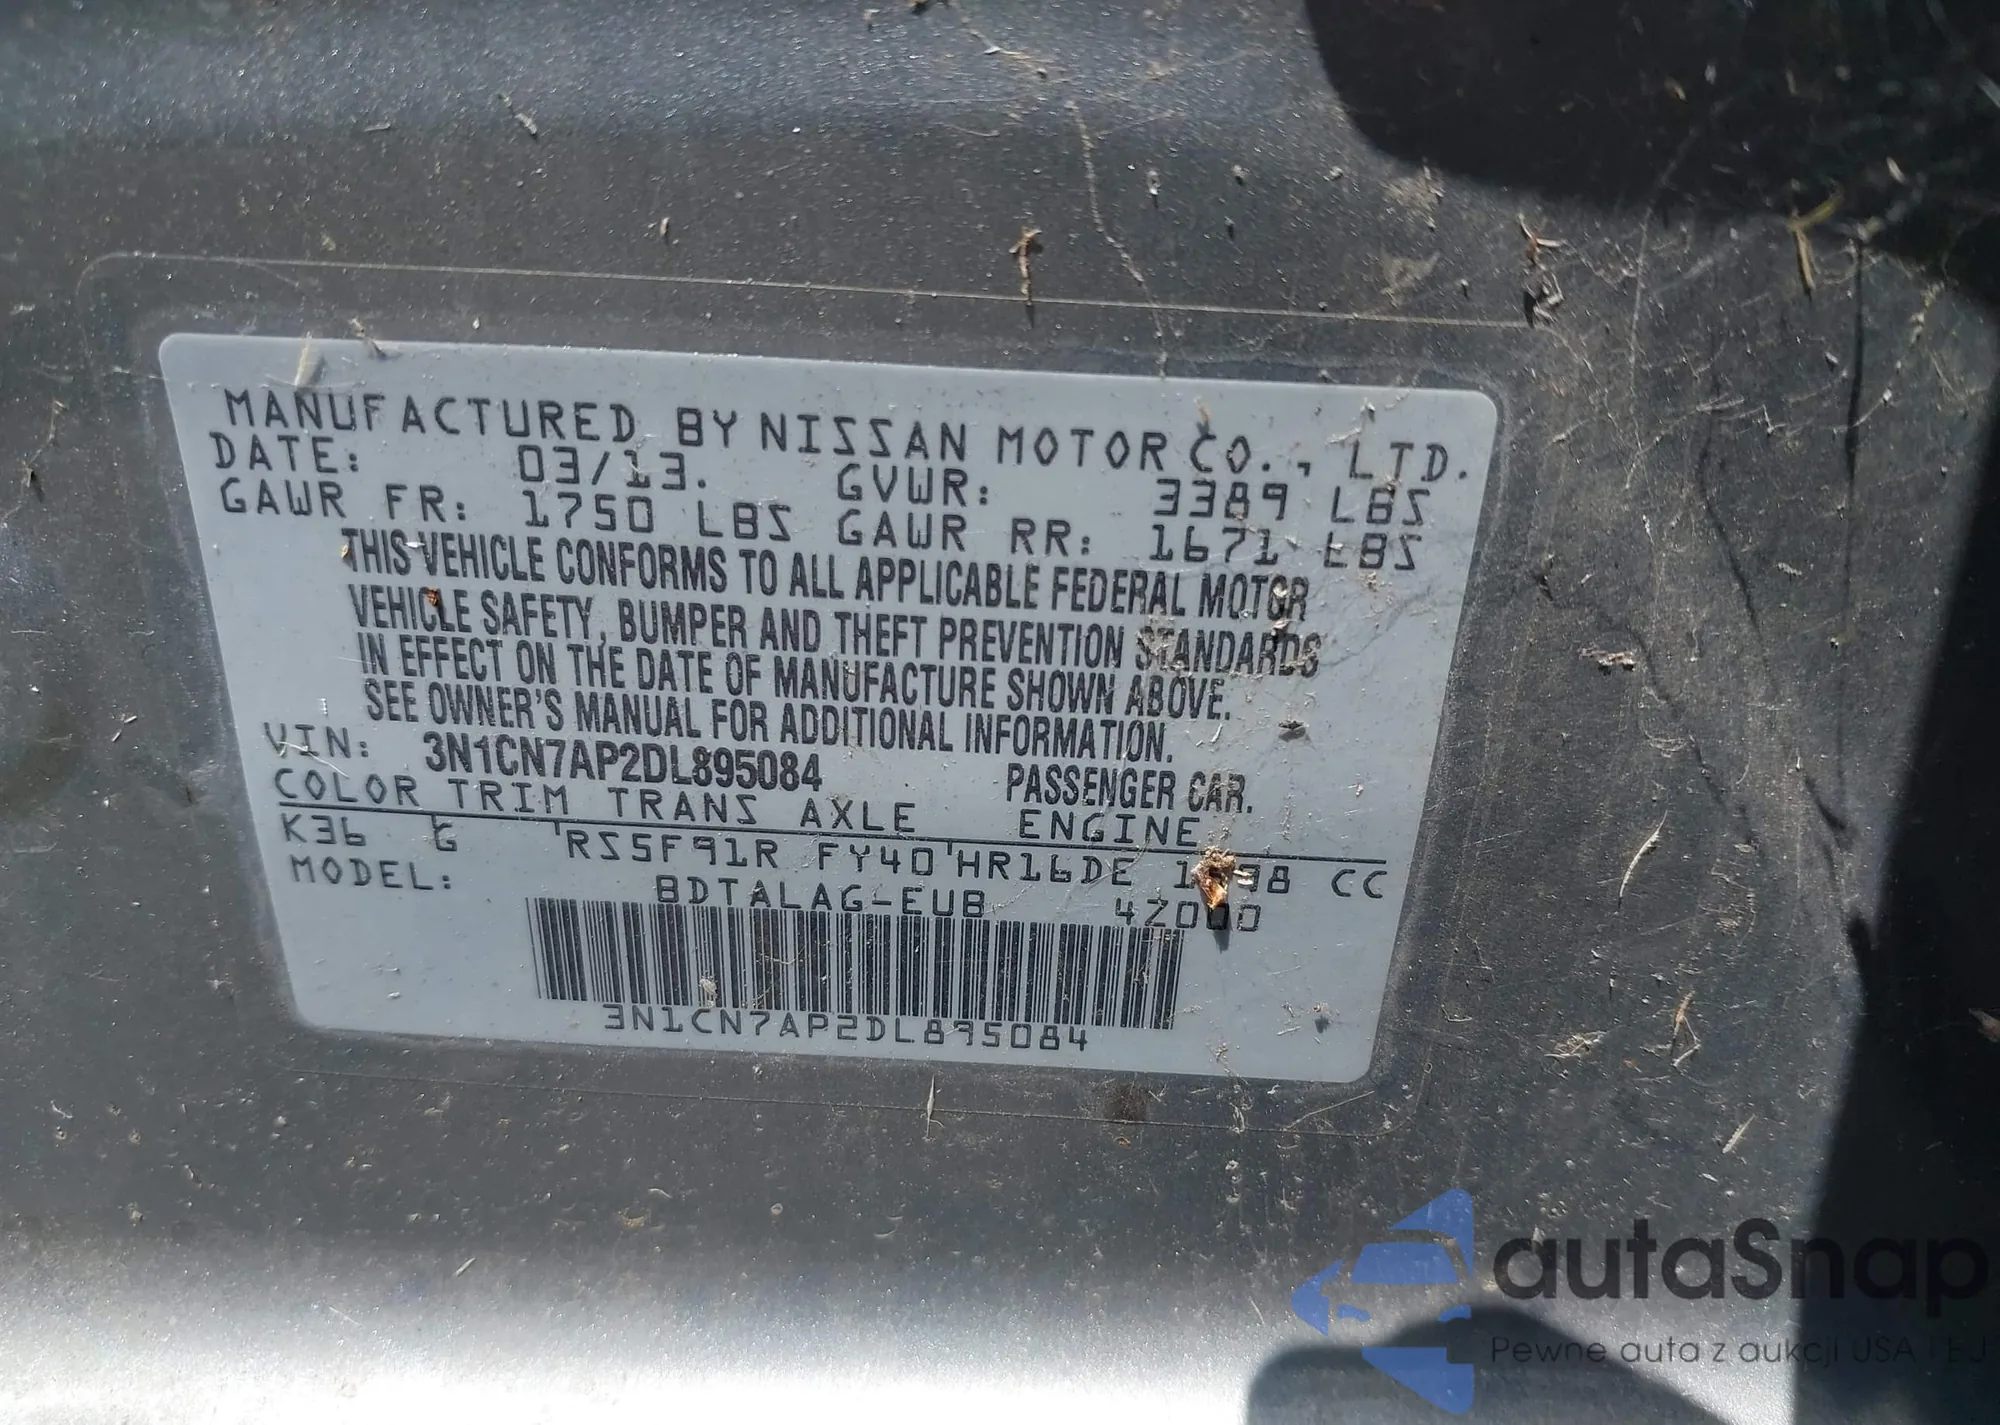 MANUFACTURED BY NISSAN MOTOR CO., LTD.
DATE: 03/13. GVWR: 3389 LBS
GAWR FR: 1750 LBS GAWR RR: 1671 LBS
THIS VEHICLE CONFORMS TO ALL APPLICABLE FEDERAL MOTOR
VEHICLE SAFETY, BUMPER AND THEFT PREVENTION STANDARDS
IN EFFECT ON THE DATE OF MANUFACTURE SHOWN ABOVE.
SEE OWNER'S MANUAL FOR ADDITIONAL INFORMATION.
VIN: 3N1CN7AP2DL895084 PASSENGER CAR.
COLOR TRIM TRANS AXLE ENGINE
K36 G RS5F91R FY40 HR16DE CC
MODEL: BDTALAG-EUB
3N1CN7AP2DL895084
autaSnap
Pewne auta z aukcji USA i EU